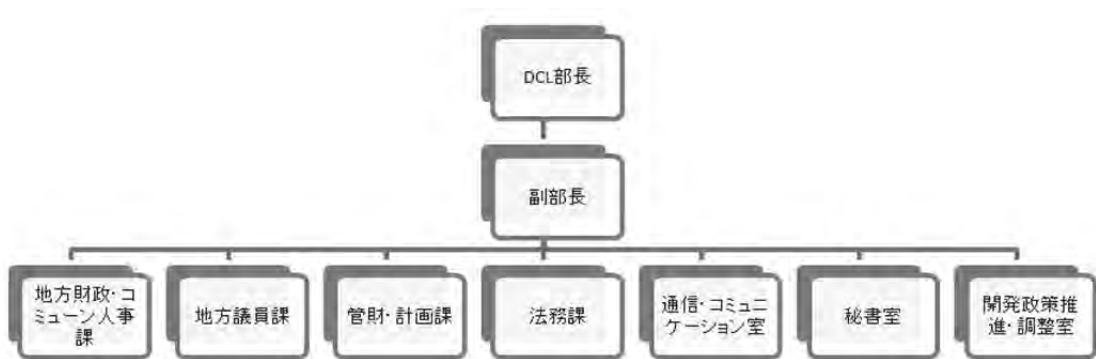 DCL部長
副部長
地方財政・コ
ミューン人事
課
地方議員課
管財・計画課
法務課
通信・コミュニ
ケーション室
秘書室
開発政策推
進・調整室